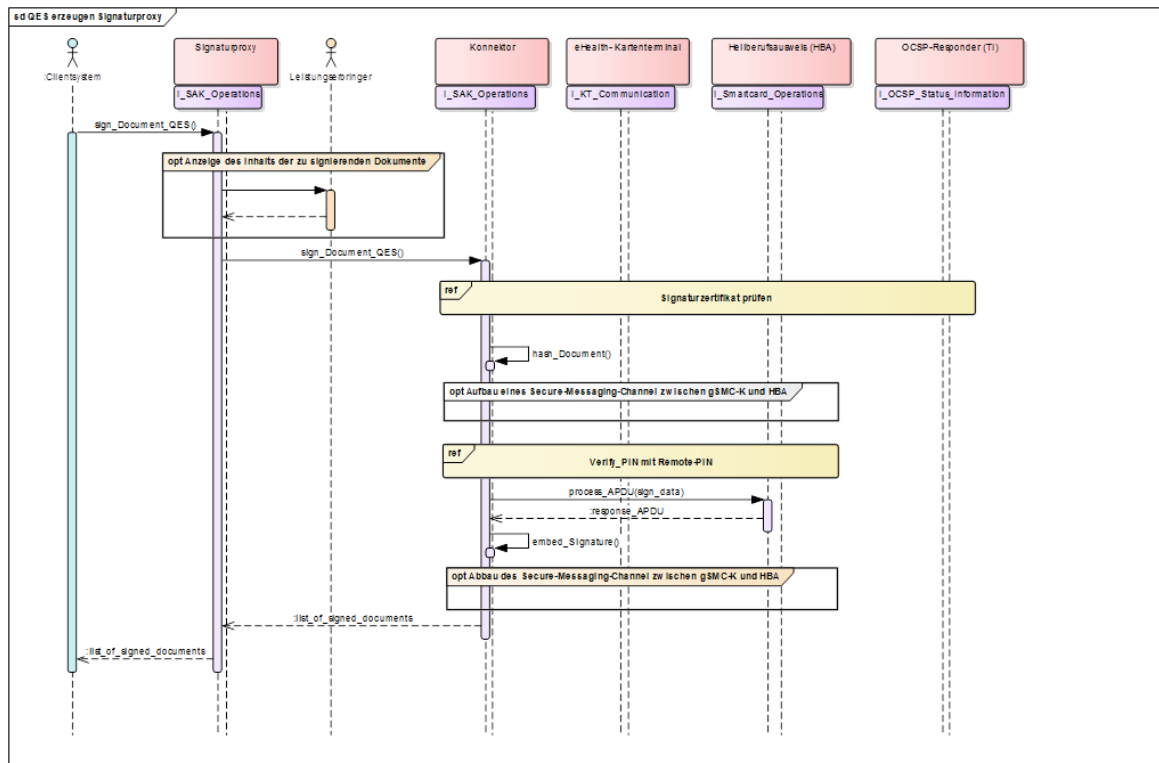 sd QES erzeugen Signaturproxy
:Clientsystem
Signaturproxy
I_SAK_Operations
Leistungserbringer
Konnektor
I_SAK_Operations
eHealth-Kartenterminal
I_KT_Communication
Heilberufsausweis (HBA)
I_Smartcard_Operations
OCSP-Responder (TI)
I_OCSP_Status_Information
sign_Document_QES()
opt Anzeige des Inhalts der zu signierenden Dokumente
sign_Document_QES()
ref
Signaturzertifikat prüfen
hash_Document()
opt Aufbau eines Secure-Messaging-Channel zwischen gSMC-K und HBA
ref
Verify_PIN mit Remote-PIN
process_APDU(sign_data)
:response_APDU
embed_Signature()
opt Abbau des Secure-Messaging-Channel zwischen gSMC-K und HBA
:list_of_signed_documents
:list_of_signed_documents